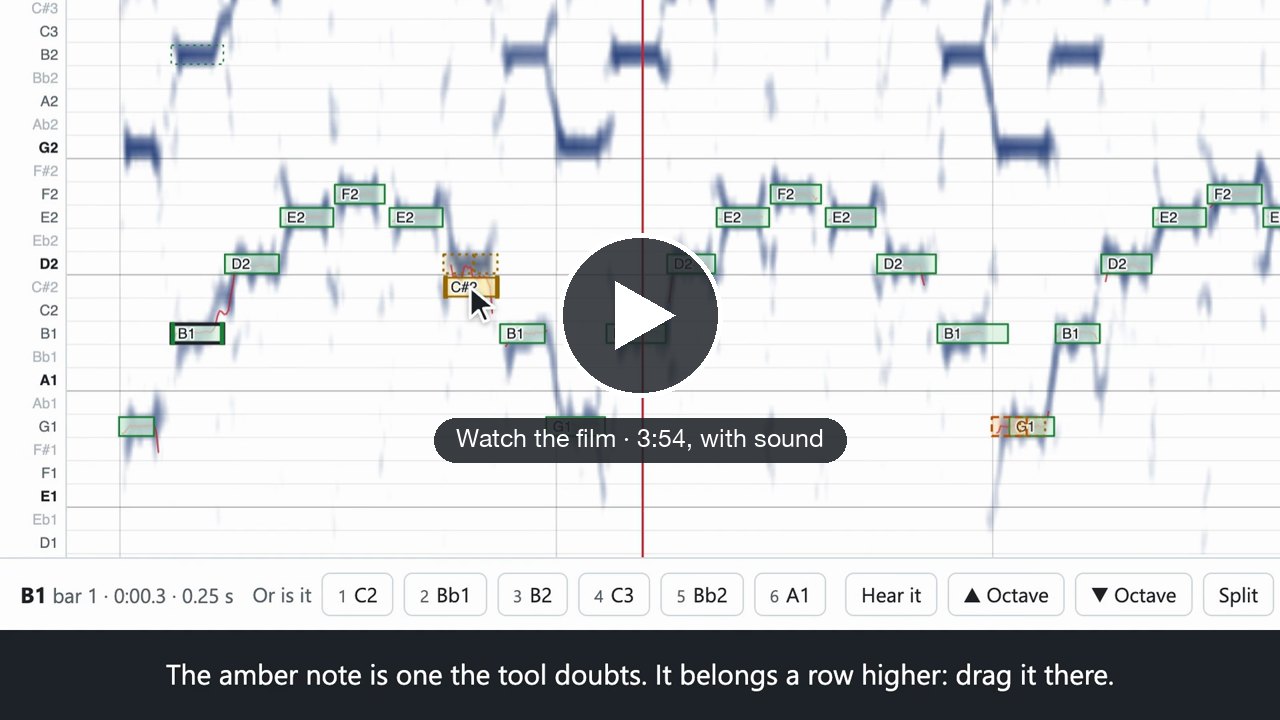 C#3
C3
B2
Bb2
A2
Ab2
G2
F#2
F2
E2
Eb2
D2
C#2
C2
B1
Bb1
A1
Ab1
G1
F#1
F1
E1
Eb1
D1
B1
D2
E2
F2
E2
C#2
B1
G1
D2
E2
F2
E2
D2
B1
G1
B1
D2
E2
F2
E
Watch the film · 3:54, with sound
B1 bar 1 · 0:00.3 · 0.25 s Or is it 1 C2 2 Bb1 3 B2 4 C3 5 Bb2 6 A1 Hear it ▲ Octave ▼ Octave Split
The amber note is one the tool doubts. It belongs a row higher: drag it there.